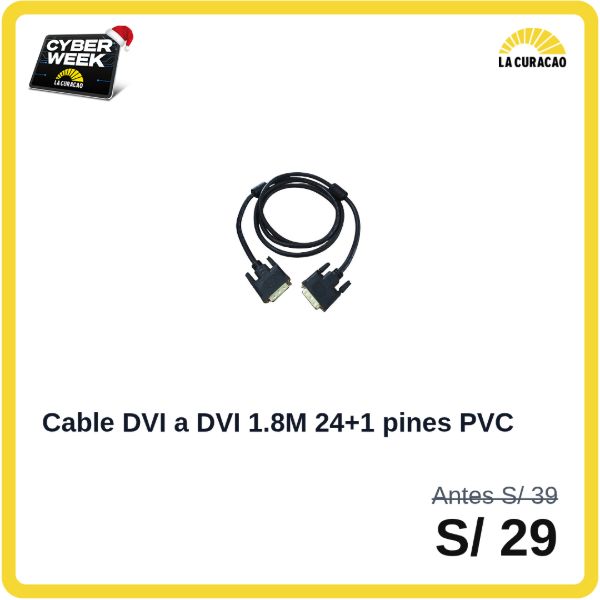 CYBER
WEEK
LA CURACAO
LA CURACAO
Cable DVI a DVI 1.8M 24+1 pines PVC
Antes S/ 39
S/ 29